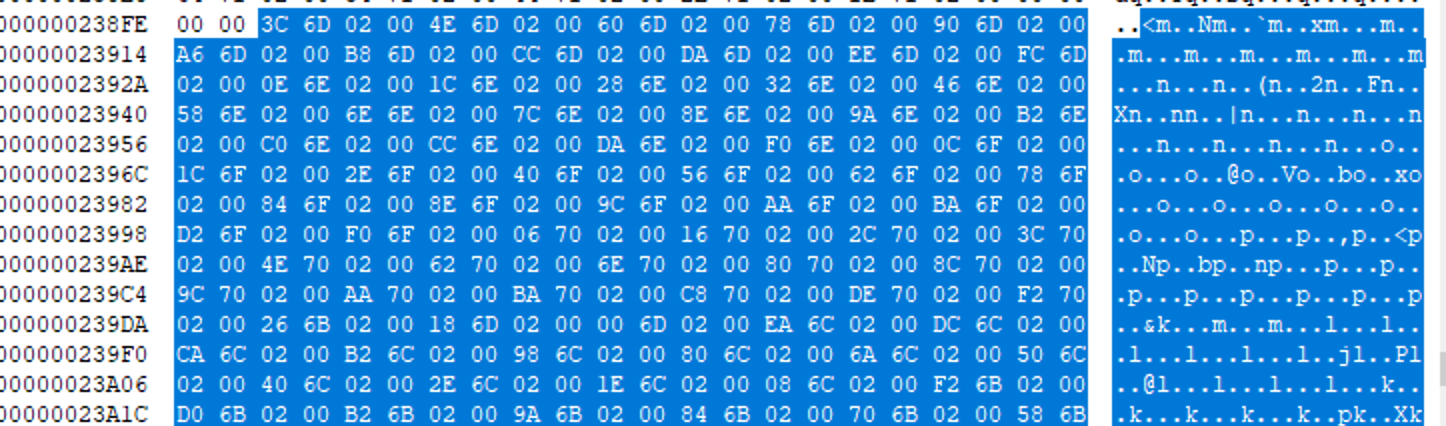 00000238FE 00 00 3C 6D 02 00 4E 6D 02 00 60 6D 02 00 78 6D 02 00 90 6D 02 00 ..<m..Nm..`m..xm...m..
0000023914 A6 6D 02 00 B8 6D 02 00 CC 6D 02 00 DA 6D 02 00 EE 6D 02 00 FC 6D .m...m...m...m...m...m
000002392A 02 00 0E 6E 02 00 1C 6E 02 00 28 6E 02 00 32 6E 02 00 46 6E 02 00 ...n...n..(n..2n..Fn..
0000023940 58 6E 02 00 6E 6E 02 00 7C 6E 02 00 8E 6E 02 00 9A 6E 02 00 B2 6E Xn..nn..|n...n...n...n
0000023956 02 00 C0 6E 02 00 CC 6E 02 00 DA 6E 02 00 F0 6E 02 00 0C 6F 02 00 ...n...n...n...n...o..
000002396C 1C 6F 02 00 2E 6F 02 00 40 6F 02 00 56 6F 02 00 62 6F 02 00 78 6F .o...o..@o..Vo..bo..xo
0000023982 02 00 84 6F 02 00 8E 6F 02 00 9C 6F 02 00 AA 6F 02 00 BA 6F 02 00 ...o...o...o...o...o..
0000023998 D2 6F 02 00 F0 6F 02 00 06 70 02 00 16 70 02 00 2C 70 02 00 3C 70 .o...o...p...p..,p..<p
00000239AE 02 00 4E 70 02 00 62 70 02 00 6E 70 02 00 80 70 02 00 8C 70 02 00 ..Np..bp..np...p...p..
00000239C4 9C 70 02 00 AA 70 02 00 BA 70 02 00 C8 70 02 00 DE 70 02 00 F2 70 .p...p...p...p...p...p
00000239DA 02 00 26 6B 02 00 18 6D 02 00 00 6D 02 00 EA 6C 02 00 DC 6C 02 00 ..&k...m...m...l...l..
00000239F0 CA 6C 02 00 B2 6C 02 00 98 6C 02 00 80 6C 02 00 6A 6C 02 00 50 6C .l...l...l...l..jl..Pl
0000023A06 02 00 40 6C 02 00 2E 6C 02 00 1E 6C 02 00 08 6C 02 00 F2 6B 02 00 ..@l...l...l...l...k..
0000023A1C D0 6B 02 00 B2 6B 02 00 9A 6B 02 00 84 6B 02 00 70 6B 02 00 58 6B .k...k...k...k..pk..Xk